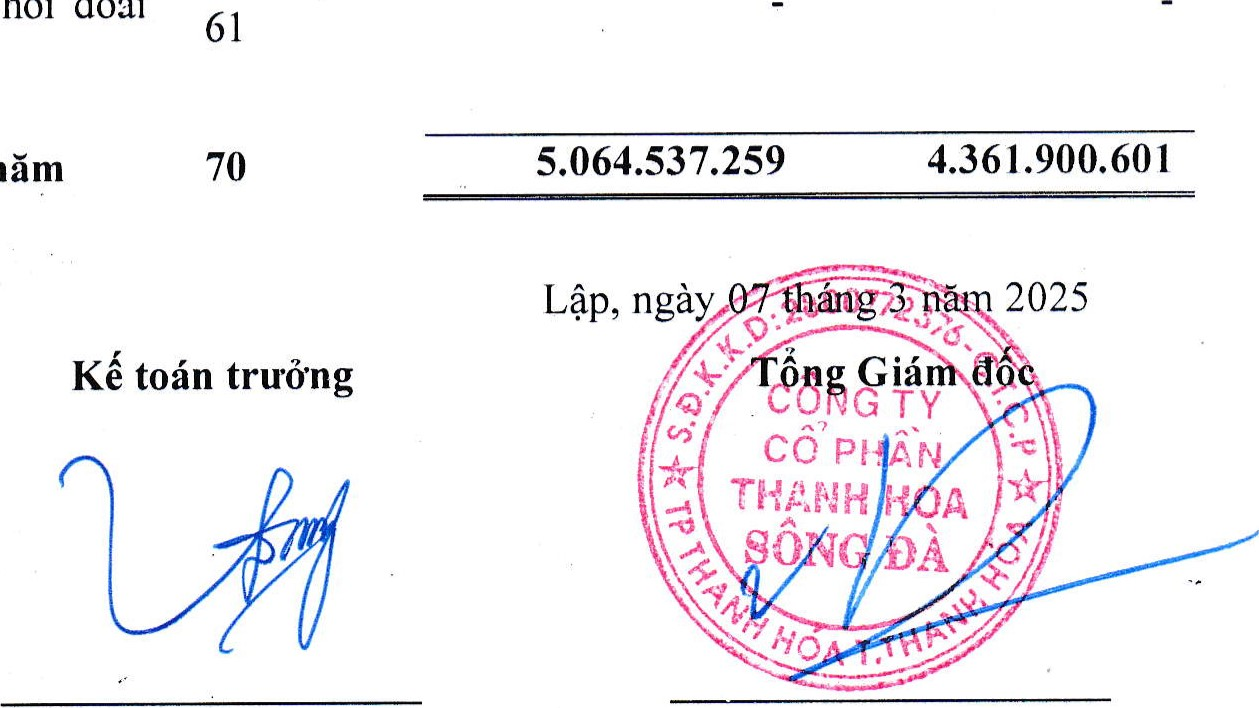 đoái
61 - -
năm 70 5.064.537.259 4.361.900.601
Lập, ngày 07 tháng 3 năm 2025
Kế toán trưởng Tổng Giám đốc
CÔNG TY
CỔ PHẦN
THANH HÓA
SÔNG ĐÀ
★ TP THANH HÓA T.THANH HÓA ★